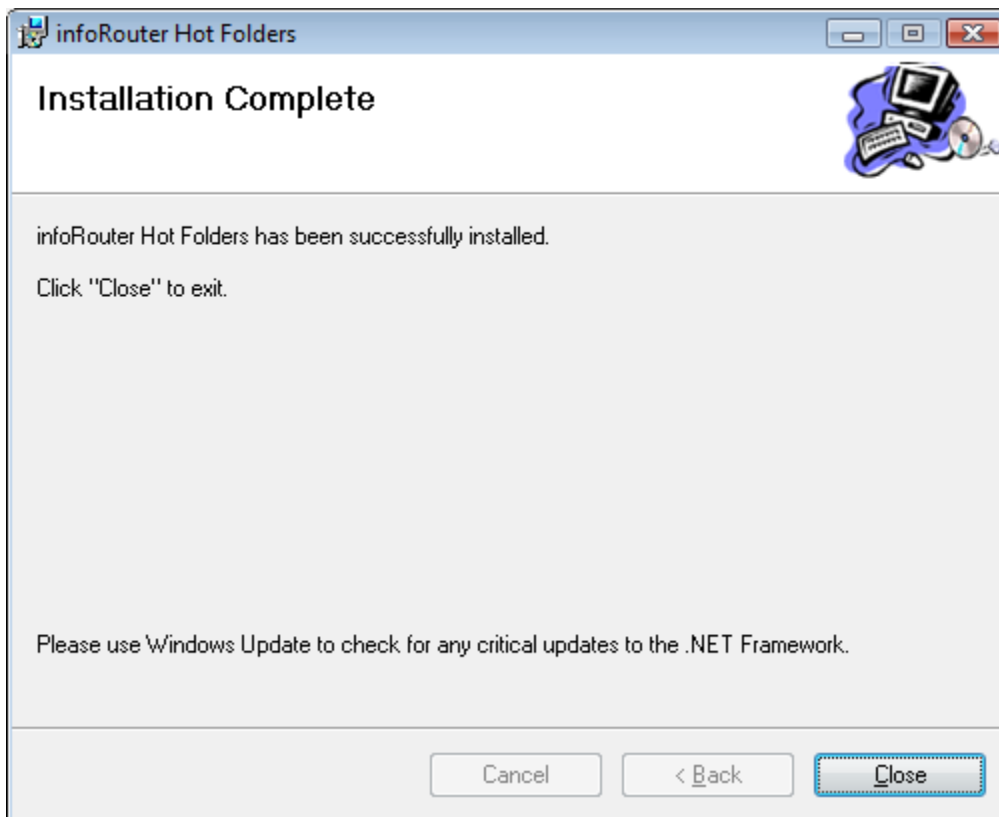 infoRouter Hot Folders
Installation Complete
infoRouter Hot Folders has been successfully installed.
Click "Close" to exit.
Please use Windows Update to check for any critical updates to the .NET Framework.
Cancel
< Back
Close